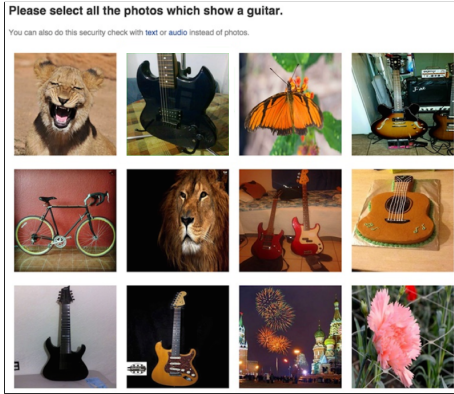 Please select all the photos which show a guitar.
You can also do this security check with text or audio instead of photos.